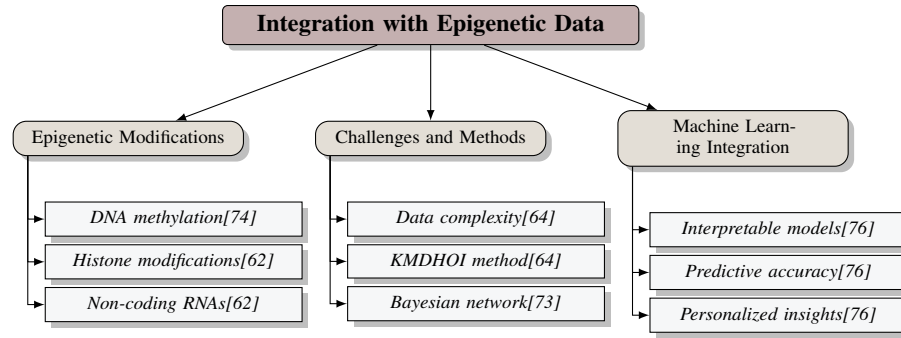 Integration with Epigenetic Data
Epigenetic Modifications
DNA methylation[74]
Histone modifications[62]
Non-coding RNAs[62]
Challenges and Methods
Data complexity[64]
KMDHOI method[64]
Bayesian network[73]
Machine Learn-
ing Integration
Interpretable models[76]
Predictive accuracy[76]
Personalized insights[76]